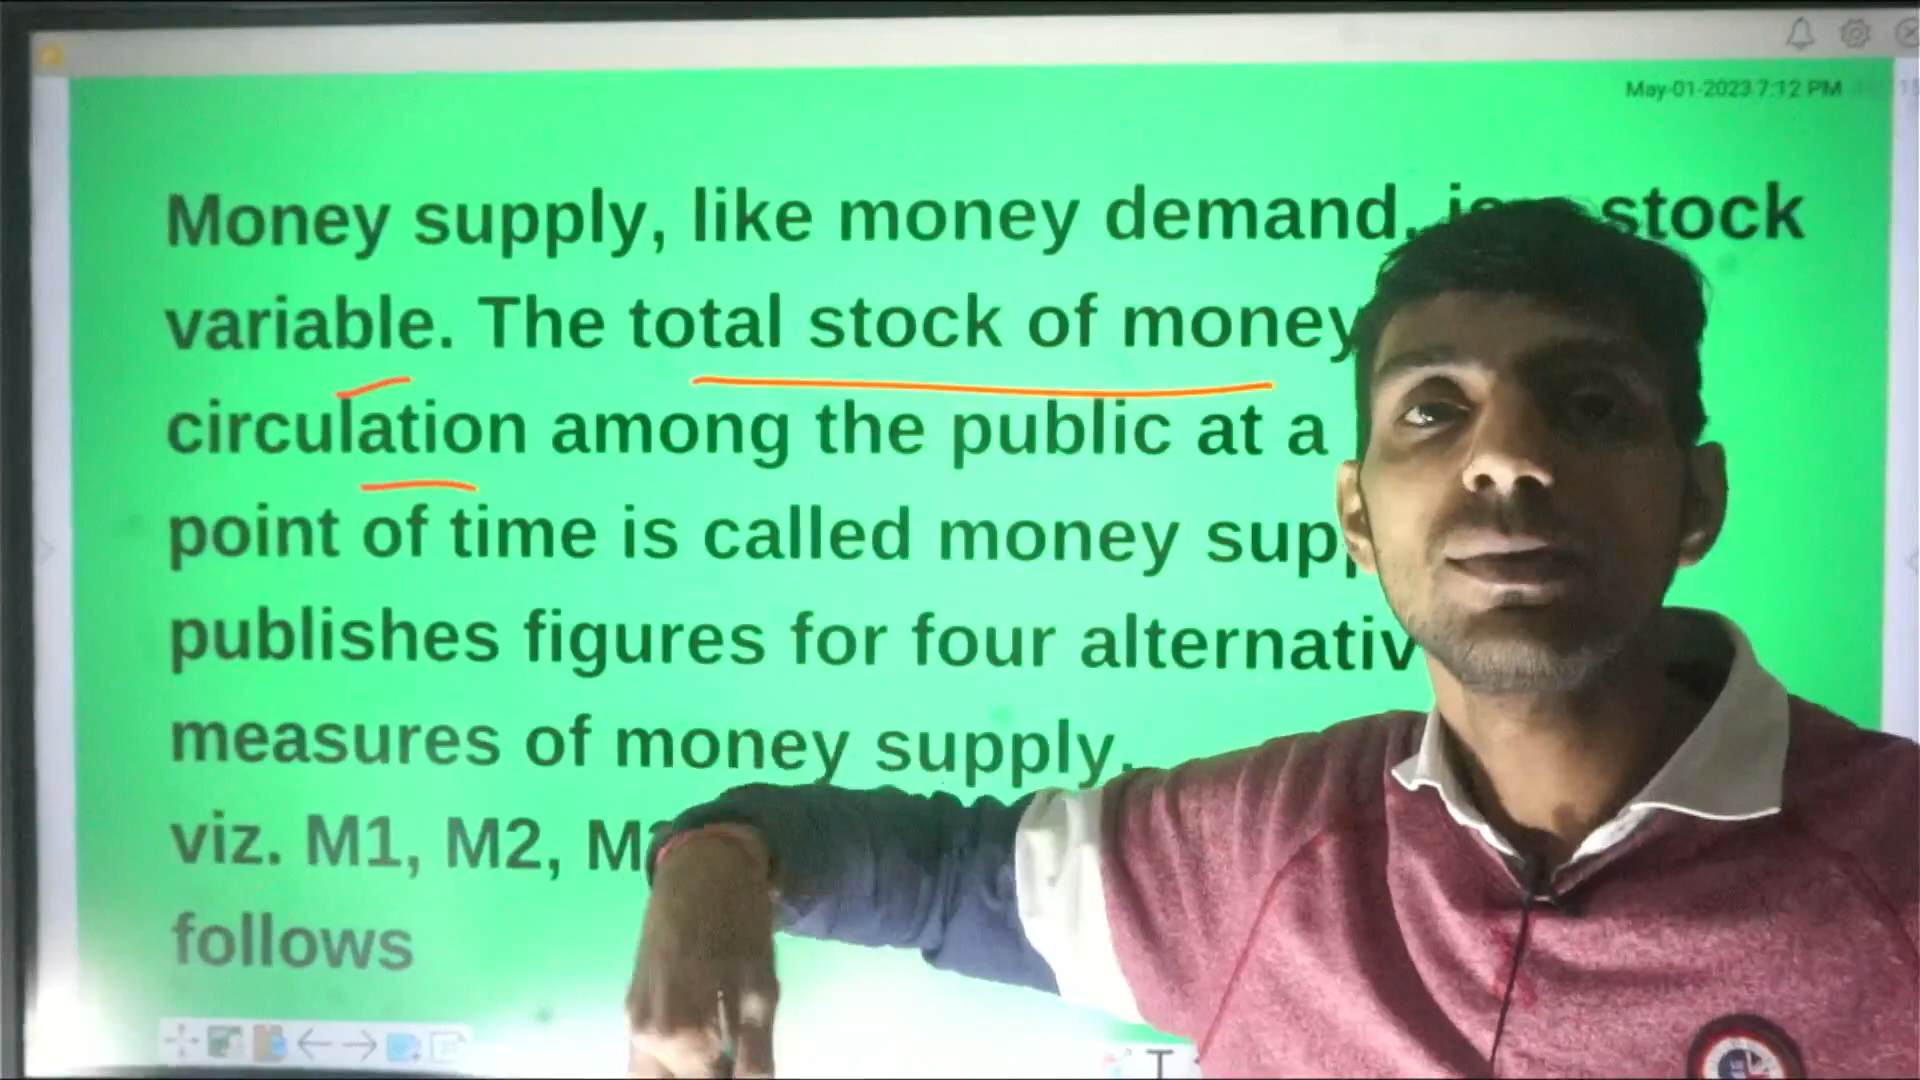 May-01-2023 7:12 PM
Money supply, like money demand, is stock
variable. The total stock of money
circulation among the public at a
point of time is called money
publishes figures for four
measures of money supply.
viz. M1, M2,
follows